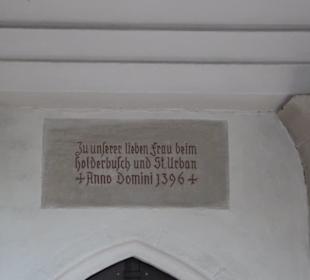 Zu unserer lieben Frau beim
Holderbusch und St. Urban
+ Anno Domini 1396 +